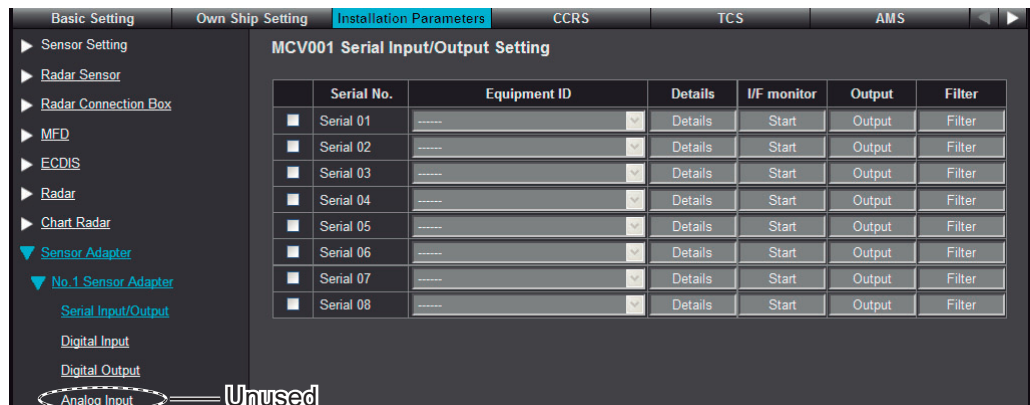 Basic Setting Own Ship Setting Installation Parameters CCRS TCS AMS
Sensor Setting
Radar Sensor
Radar Connection Box
MFD
ECDIS
Radar
Chart Radar
Sensor Adapter
No.1 Sensor Adapter
Serial Input/Output
Digital Input
Digital Output
Analog Input Unused
MCV001 Serial Input/Output Setting
Serial No. Equipment ID Details I/F monitor Output Filter
Serial 01 ------ Details Start Output Filter
Serial 02 ------ Details Start Output Filter
Serial 03 ------ Details Start Output Filter
Serial 04 ------ Details Start Output Filter
Serial 05 ------ Details Start Output Filter
Serial 06 ------ Details Start Output Filter
Serial 07 ------ Details Start Output Filter
Serial 08 ------ Details Start Output Filter